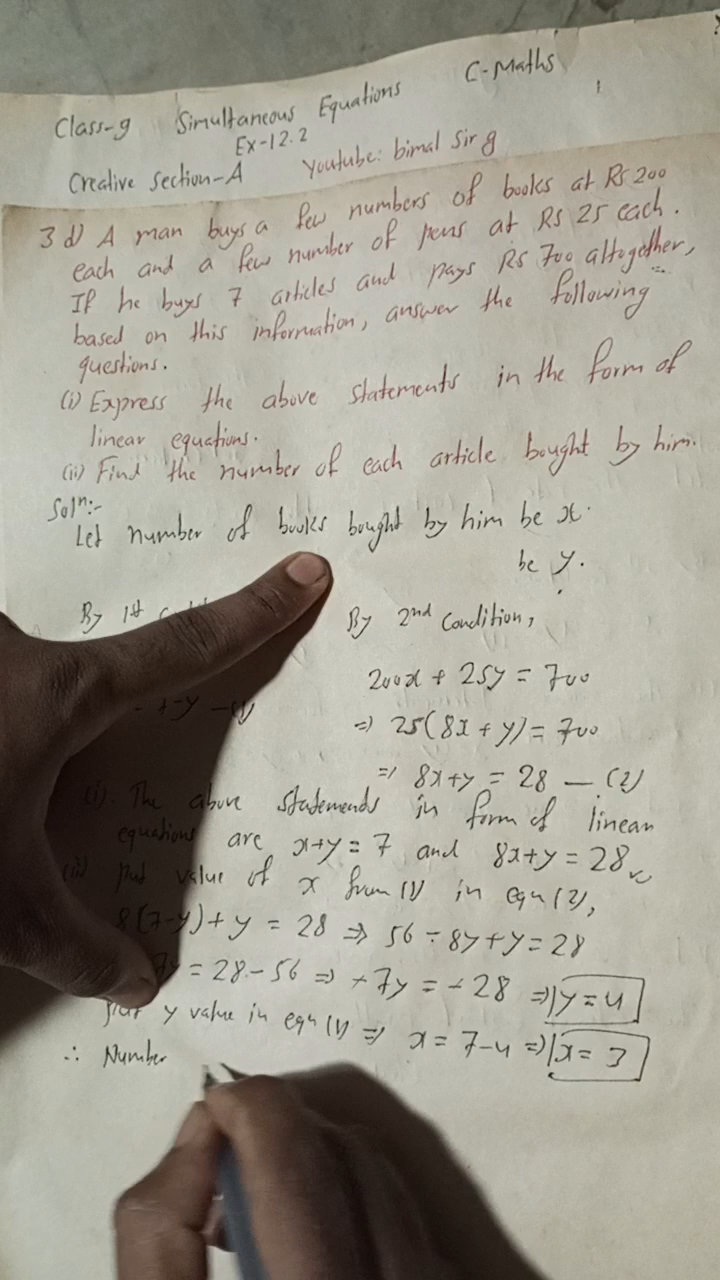 C-Maths
Class-9 Simultaneous Equations
Ex-12.2
Creative Section-A Youtube: bimal Sir g
3 d) A man buys a few numbers of books at Rs 200
each and a few number of pens at Rs 25 each.
If he buys 7 articles and pays Rs 700 altogether,
based on this information, answer the following
questions.
(i) Express the above statements in the form of
linear equations.
(ii) Find the number of each article bought by him.
Soln:-
Let number of books bought by him be x.
be y.
By 1st
By 2nd Condition,
200x + 25y = 700
=> 25(8x + y) = 700
=> 8x+y = 28 — (2)
(i) The above statements in form of linear
equations are x+y = 7 and 8x+y = 28
(ii) put value of x from (1) in eqn (2),
8(7-y) + y = 28 => 56 - 8y + y = 28
7y = 28-56 => -7y = -28 => y = 4
put y value in eqn (1) => x = 7-4 => x = 3
∴ Number